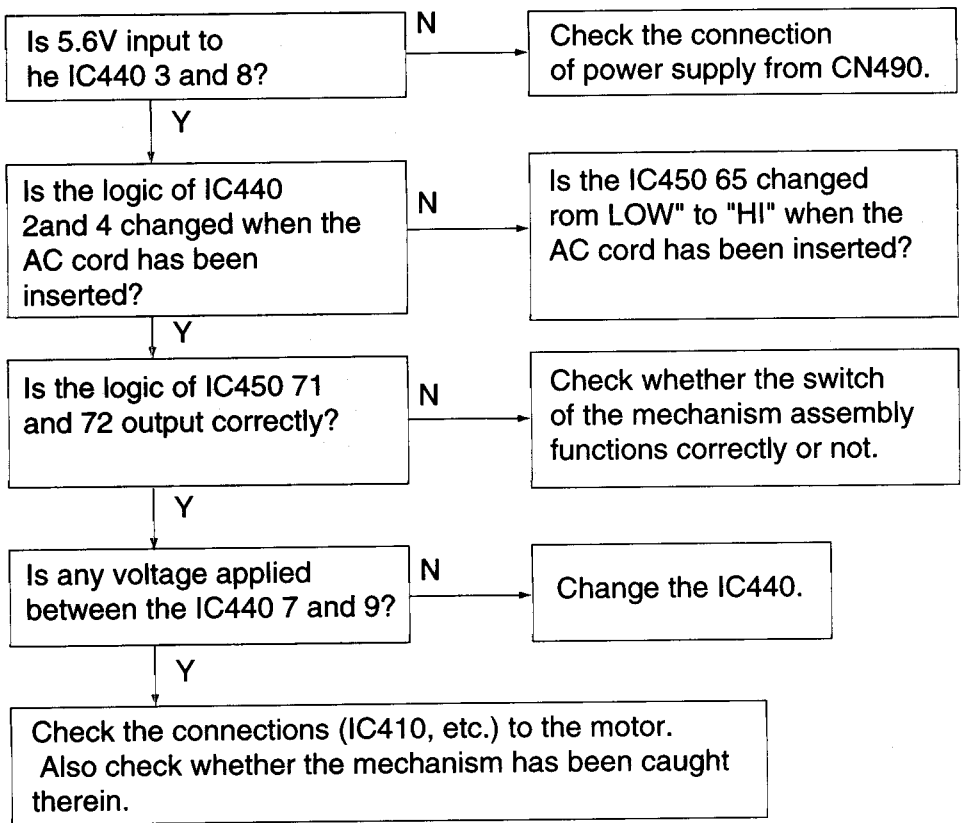 Is 5.6V input to
he IC440 3 and 8?
N
Check the connection
of power supply from CN490.
Y
Is the logic of IC440
2and 4 changed when the
AC cord has been
inserted?
N
Is the IC450 65 changed
rom LOW" to "HI" when the
AC cord has been inserted?
Y
Is the logic of IC450 71
and 72 output correctly?
N
Check whether the switch
of the mechanism assembly
functions correctly or not.
Y
Is any voltage applied
between the IC440 7 and 9?
N
Change the IC440.
Y
Check the connections (IC410, etc.) to the motor.
Also check whether the mechanism has been caught
therein.